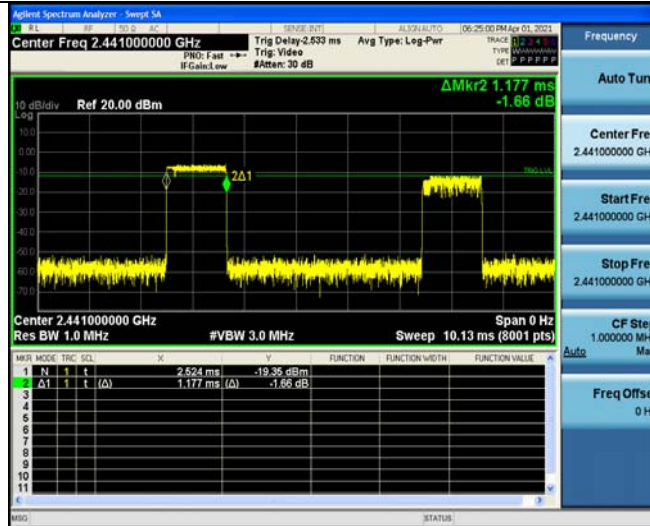 Agilent Spectrum Analyzer - Swept SA
RL RF 50 Ω AC SENSE:INT ALIGN AUTO 06:25:00 PM Apr 01, 2021
Center Freq 2.441000000 GHz
PNO: Fast
IFGain:Low
Trig Delay-2.533 ms
Trig: Video
#Atten: 30 dB
Avg Type: Log-Pwr
TRACE 1 2 3 4 5 6
TYPE
DET P P P P P P
ΔMkr2 1.177 ms
-1.66 dB
10 dB/div Ref 20.00 dBm
Log
10.0
0.00
-10.0
-20.0
-30.0
-40.0
-50.0
-60.0
-70.0
2Δ1
TRIG LVL
Center 2.441000000 GHz Span 0 Hz
Res BW 1.0 MHz #VBW 3.0 MHz Sweep 10.13 ms (8001 pts)
MKR MODE TRC SCL X Y FUNCTION FUNCTION WIDTH FUNCTION VALUE
1 N 1 t 2.524 ms -19.35 dBm
2 Δ1 1 t (Δ) 1.177 ms (Δ) -1.66 dB
3
4
5
6
7
8
9
10
11
MSG STATUS
Frequency
Auto Tun
Center Fre
2.441000000 GH
Start Fre
2.441000000 GH
Stop Fre
2.441000000 GH
CF Ste
1.000000 MH
Auto Ma
Freq Offse
0 H